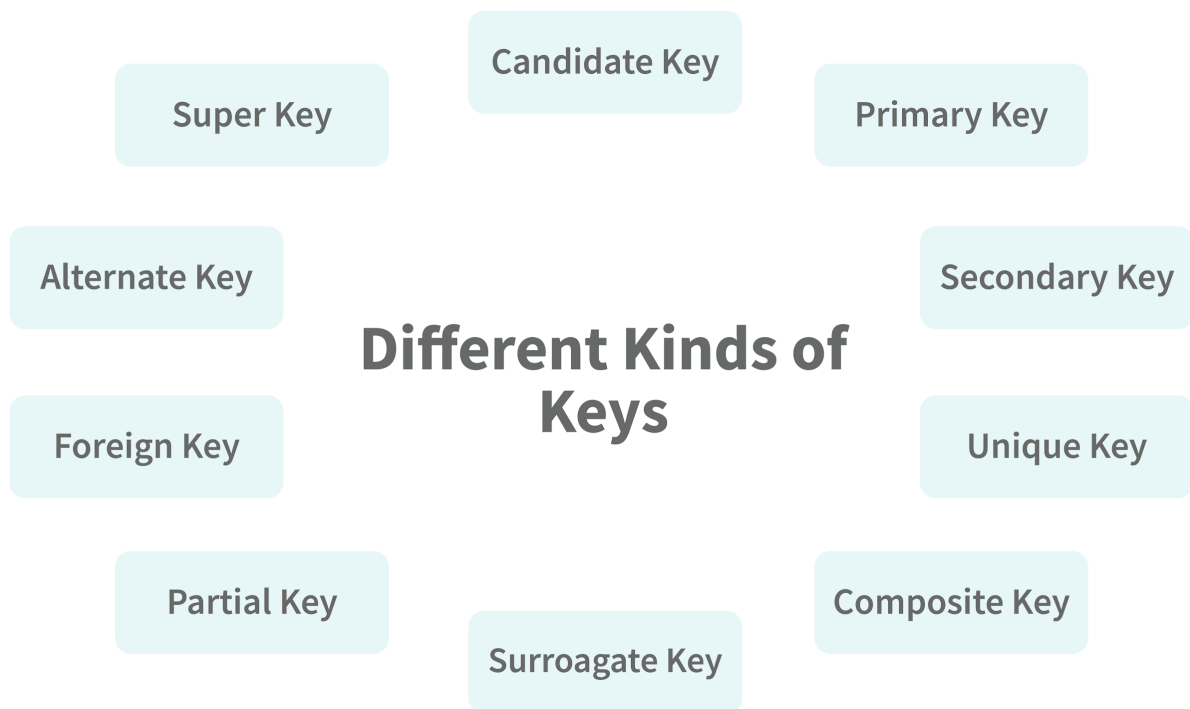 Candidate Key
Super Key
Primary Key
Alternate Key
Secondary Key
Different Kinds of
Keys
Foreign Key
Unique Key
Partial Key
Composite Key
Surroagate Key